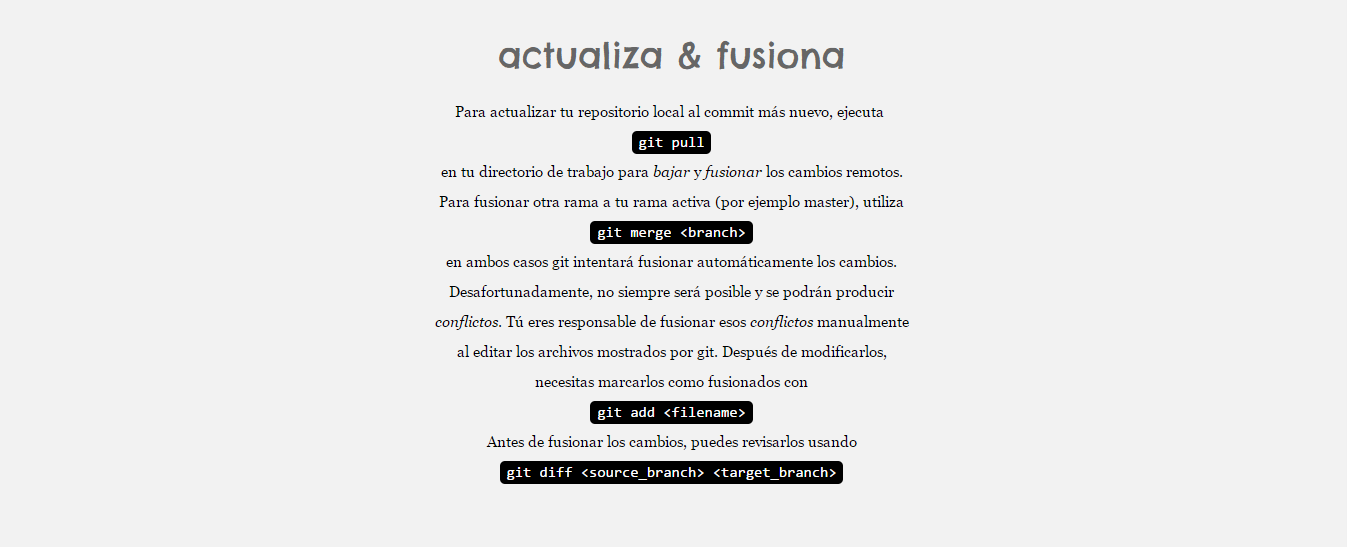 actualiza & fusiona
Para actualizar tu repositorio local al commit más nuevo, ejecuta
git pull
en tu directorio de trabajo para bajar y fusionar los cambios remotos.
Para fusionar otra rama a tu rama activa (por ejemplo master), utiliza
git merge <branch>
en ambos casos git intentará fusionar automáticamente los cambios.
Desafortunadamente, no siempre será posible y se podrán producir
conflictos. Tú eres responsable de fusionar esos conflictos manualmente
al editar los archivos mostrados por git. Después de modificarlos,
necesitas marcarlos como fusionados con
git add <filename>
Antes de fusionar los cambios, puedes revisarlos usando
git diff <source_branch> <target_branch>